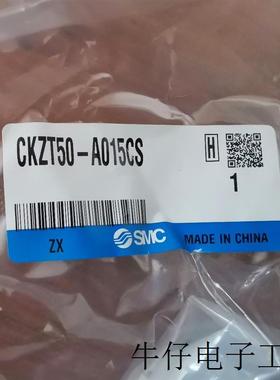 CKZT50-A015CS
H
1
ZX
SMC
MADE IN CHINA
牛仔电子工